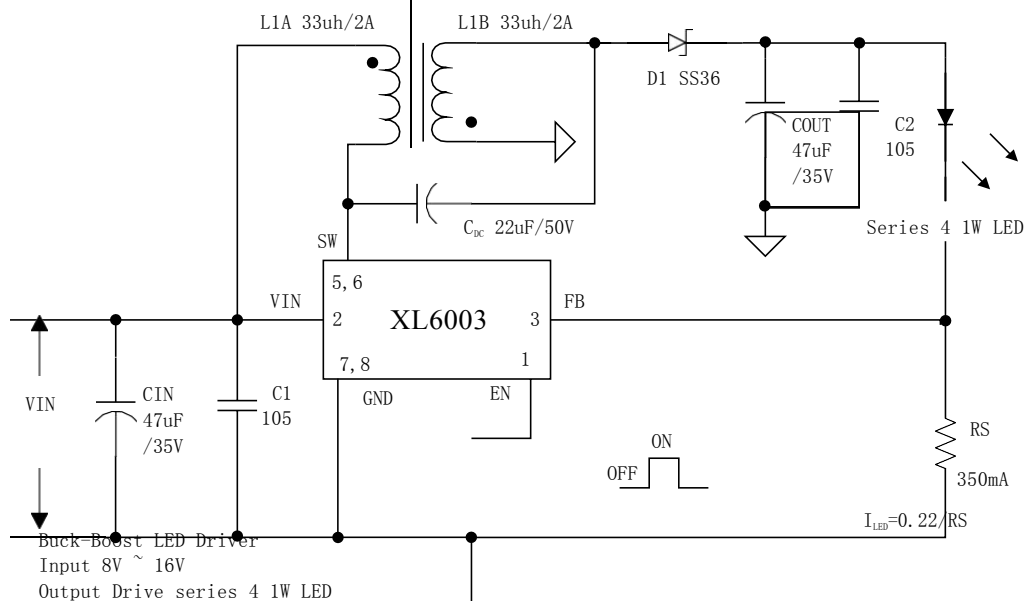 L1A 33uh/2A
L1B 33uh/2A
D1 SS36
COUT
47uF
/35V
C2
105
CDC 22uF/50V
Series 4 1W LED
SW
5,6
VIN
2
XL6003
3
FB
7,8
1
GND
EN
VIN
CIN
47uF
/35V
C1
105
ON
OFF
RS
350mA
ILED=0.22/RS
Buck-Boost LED Driver
Input 8V ~ 16V
Output Drive series 4 1W LED